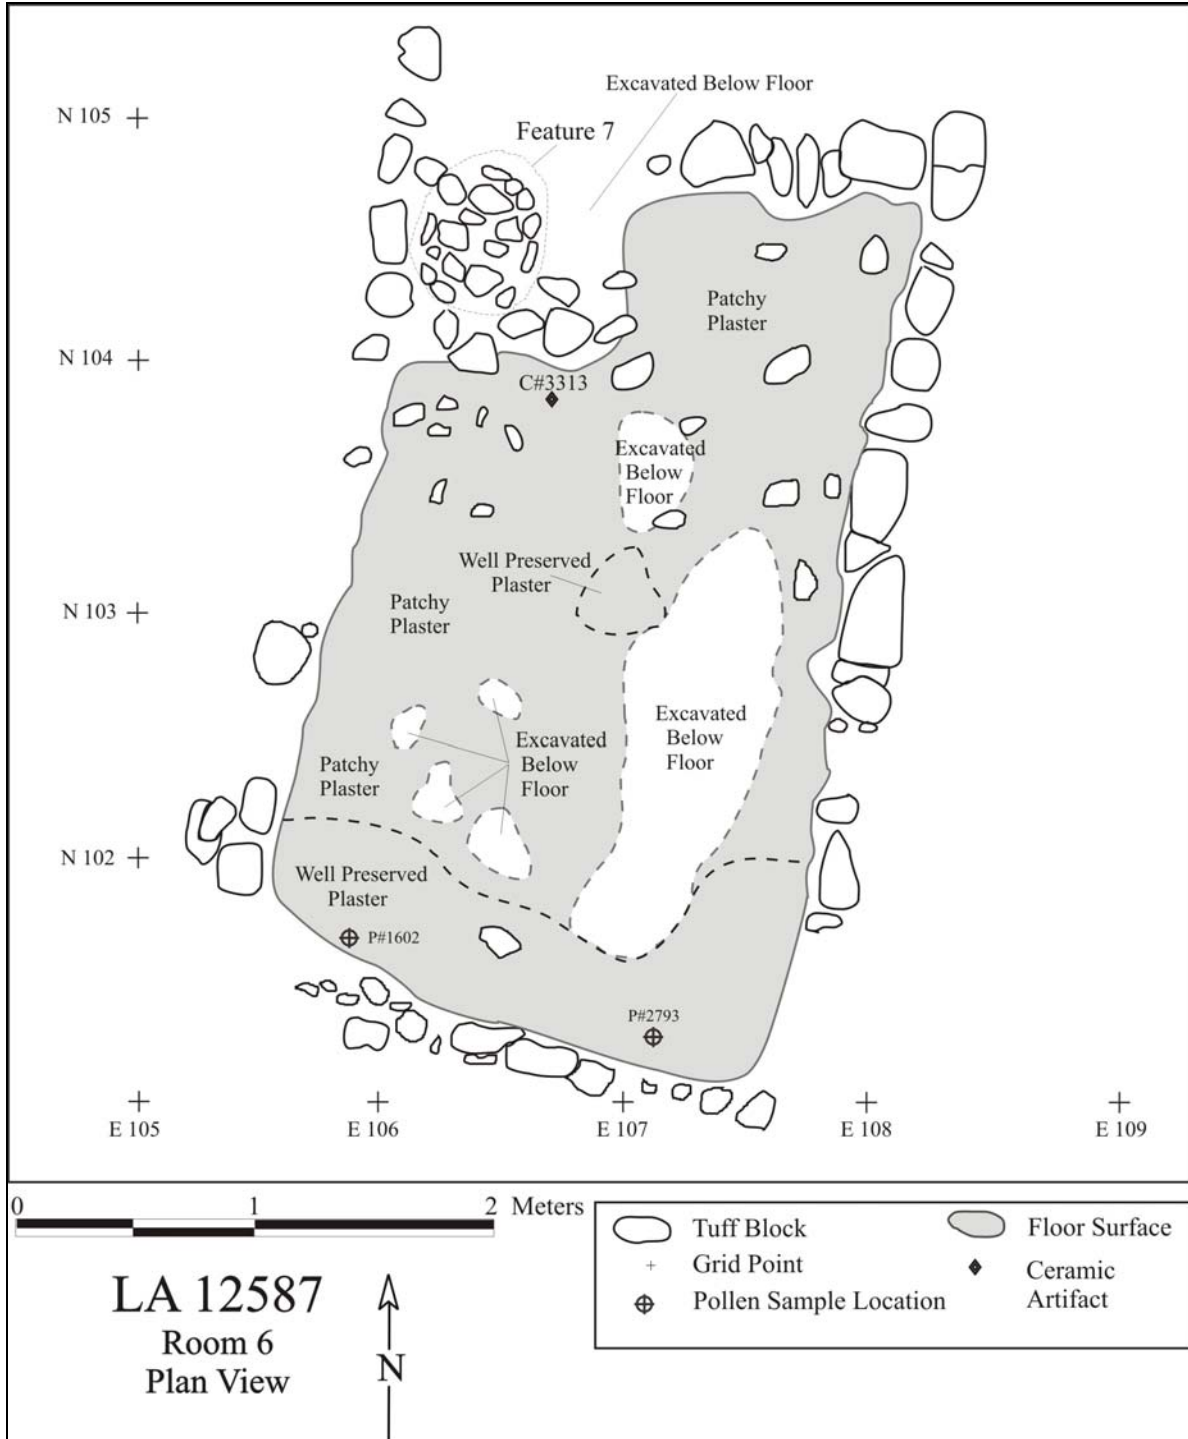 Excavated Below Floor
N 105
Feature 7
Patchy
Plaster
N 104
C#3313
Excavated
Below
Floor
Well Preserved
Plaster
N 103
Patchy
Plaster
Excavated
Below
Floor
Excavated
Below
Floor
Patchy
Plaster
N 102
Well Preserved
Plaster
P#1602
P#2793
E 105
E 106
E 107
E 108
E 109
0 1 2 Meters
Tuff Block
Grid Point
Pollen Sample Location
Floor Surface
Ceramic
Artifact
LA 12587
Room 6
Plan View
N